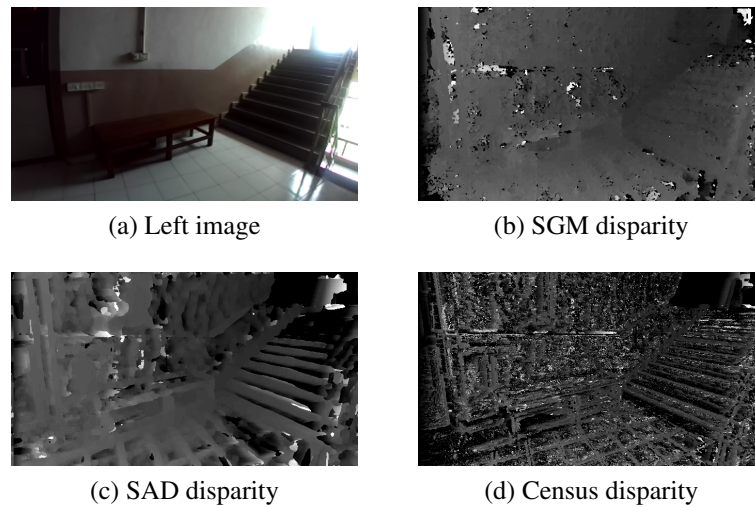 (a) Left image
(b) SGM disparity
(c) SAD disparity
(d) Census disparity